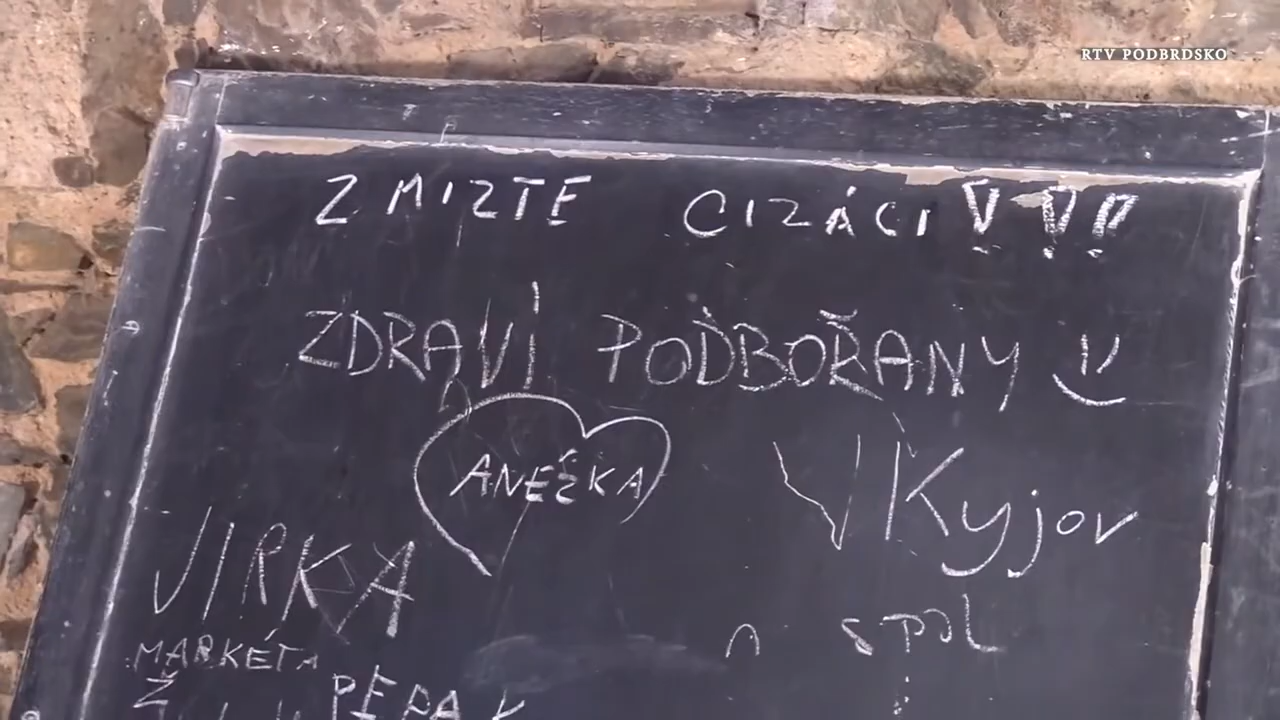 RTV PODBRDSKO
ZMIZTE CIZÁCI !!!
ZDRAVÍ PODBOŘANY
ANEŽKA
Kyjov
JIRKA
SPOL
MARKÉTA
PEPA